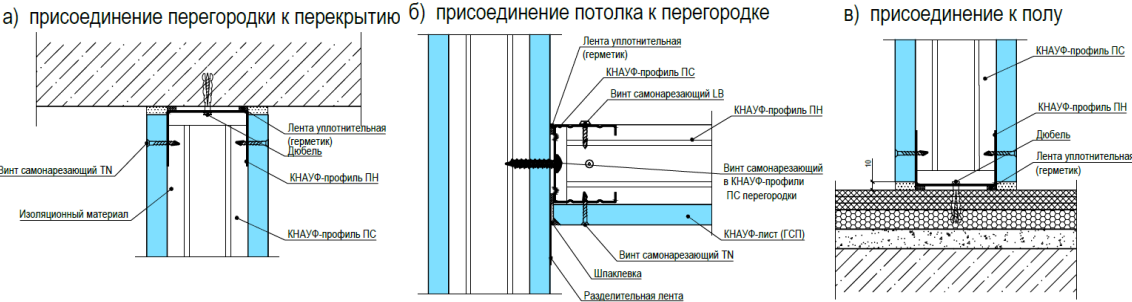 а) присоединение перегородки к перекрытию
Лента уплотнительная
(герметик)
Дюбель
Винт самонарезающий TN
КНАУФ-профиль ПН
Изоляционный материал
КНАУФ-профиль ПС
б) присоединение потолка к перегородке
Лента уплотнительная
(герметик)
КНАУФ-профиль ПС
Винт самонарезающий LB
КНАУФ-профиль ПН
Винт самонарезающий
в КНАУФ-профили
ПС перегородки
КНАУФ-лист (ГСП)
Винт самонарезающий TN
Шпаклевка
Разделительная лента
в) присоединение к полу
КНАУФ-профиль ПС
КНАУФ-профиль ПН
Дюбель
Лента уплотнительная
(герметик)
10